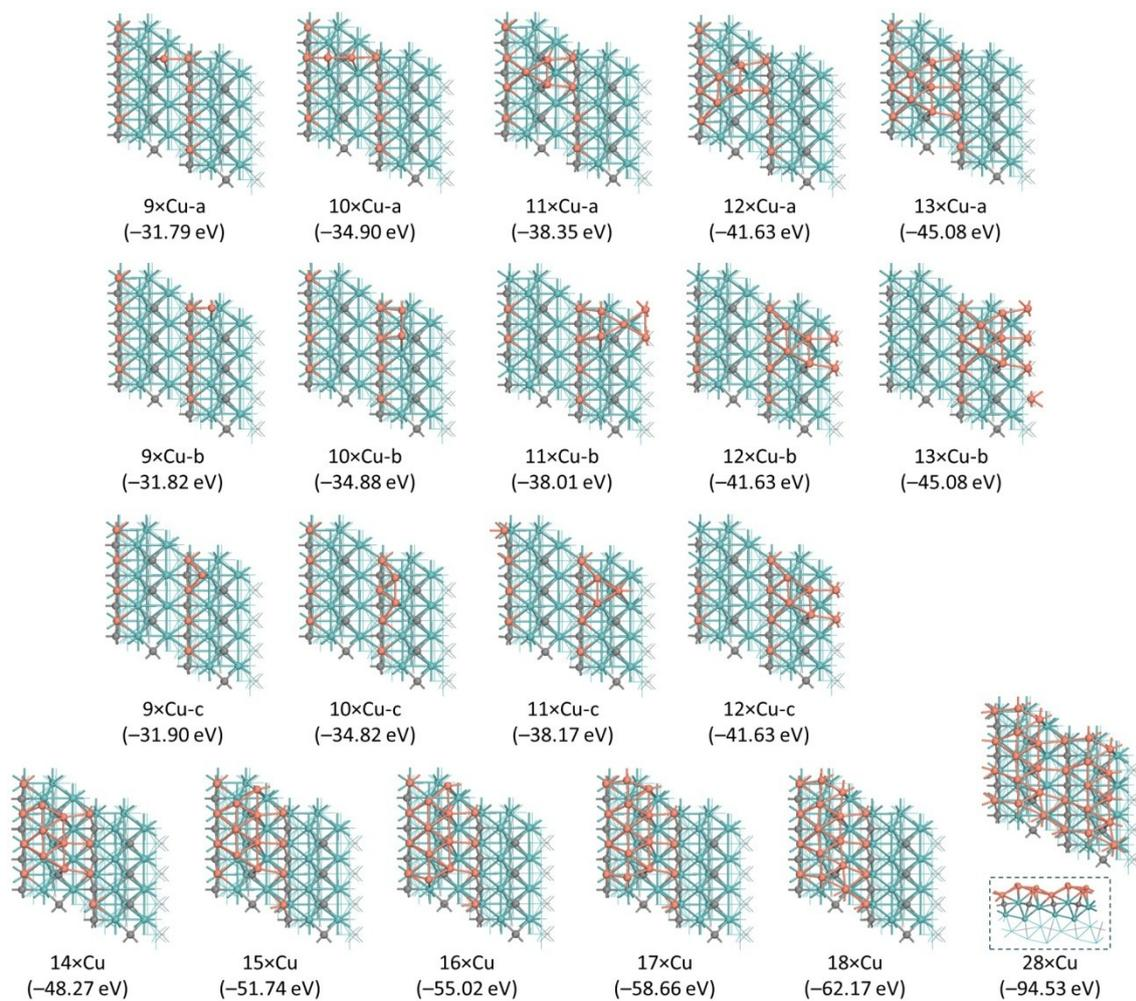 9×Cu-a
(–31.79 eV)
10×Cu-a
(–34.90 eV)
11×Cu-a
(–38.35 eV)
12×Cu-a
(–41.63 eV)
13×Cu-a
(–45.08 eV)
9×Cu-b
(–31.82 eV)
10×Cu-b
(–34.88 eV)
11×Cu-b
(–38.01 eV)
12×Cu-b
(–41.63 eV)
13×Cu-b
(–45.08 eV)
9×Cu-c
(–31.90 eV)
10×Cu-c
(–34.82 eV)
11×Cu-c
(–38.17 eV)
12×Cu-c
(–41.63 eV)
14×Cu
(–48.27 eV)
15×Cu
(–51.74 eV)
16×Cu
(–55.02 eV)
17×Cu
(–58.66 eV)
18×Cu
(–62.17 eV)
28×Cu
(–94.53 eV)